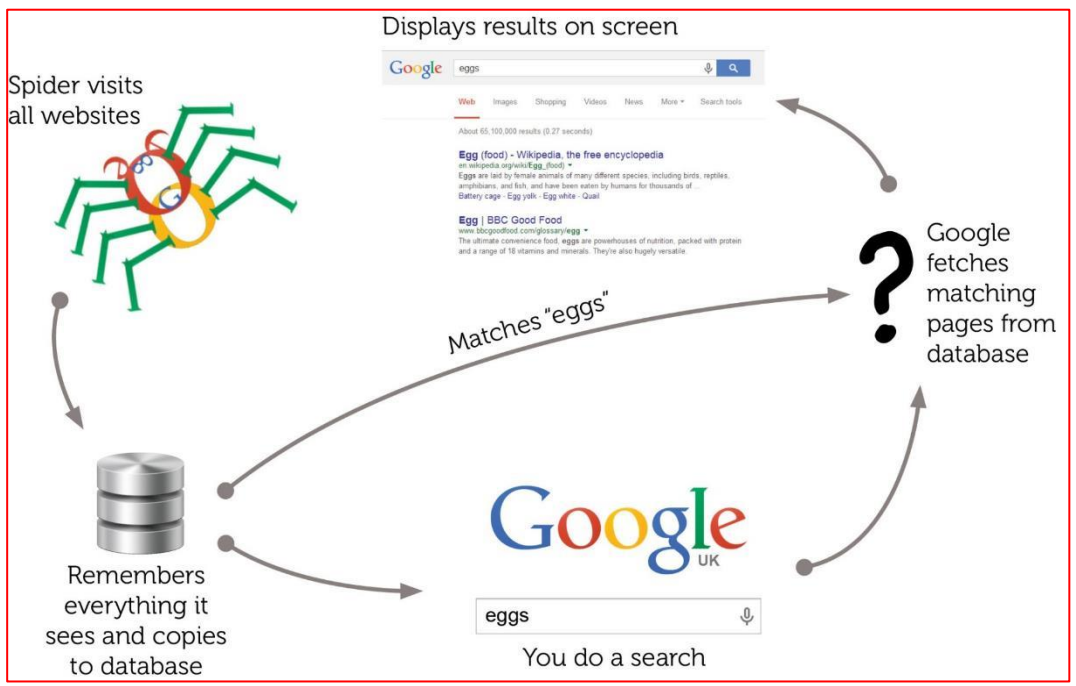 Displays results on screen
Google
eggs
Web Images Shopping Videos News More Search tools
About 65,100,000 results (0.27 seconds)
Egg (food) - Wikipedia, the free encyclopedia
en.wikipedia.org/wiki/Egg_(food)
Eggs are laid by female animals of many different species, including birds, reptiles,
amphibians, and fish, and have been eaten by humans for thousands of ...
Battery cage - Egg yolk - Egg white - Quail
Egg | BBC Good Food
www.bbcgoodfood.com/glossary/egg
The ultimate convenience food, eggs are powerhouses of nutrition, packed with protein
and a range of 18 vitamins and minerals. They're also hugely versatile.
Spider visits
all websites
Google
fetches
matching
pages from
database
?
Matches "eggs"
Remembers
everything it
sees and copies
to database
Google
UK
eggs
You do a search